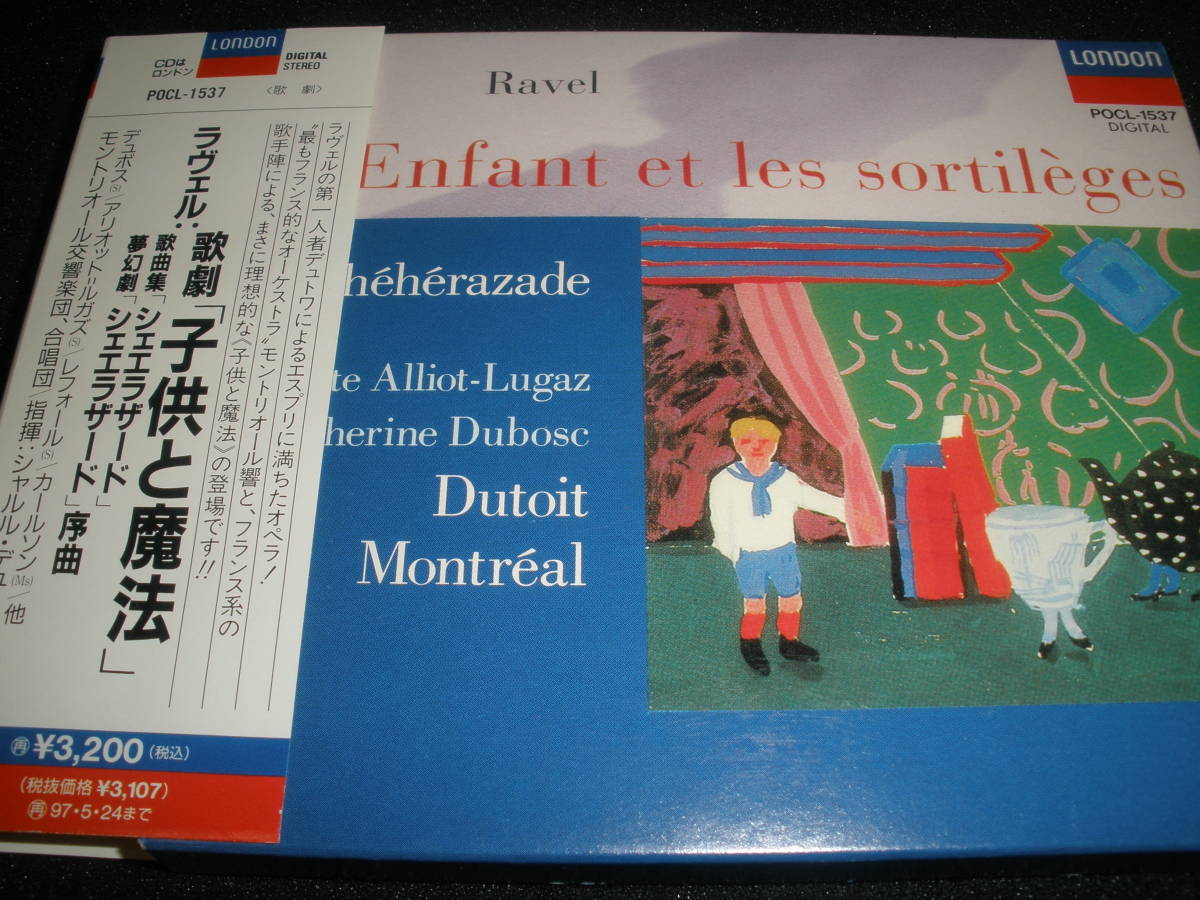 CDは
ロンドン
LONDON
DIGITAL
STEREO
POCL-1537
〈歌劇〉
ラヴェルの第一人者デュトワによるエスプリに満ちたオペラ!
“最もフランス的なオーケストラ”モントリオール響と、フランス系の
歌手陣による、まさに理想的な《子供と魔法》の登場です!!
ラヴェル:歌劇「子供と魔法」
歌曲集「シェエラザード」
夢幻劇「シェエラザード」序曲
デュボス(S)/アリオット=ルガズ(S)/レフォール(S)/カールソン(Ms)/他
モントリオール交響楽団、合唱団/指揮:シャルル・デュ
再 ¥3,200(税込)
(税抜価格 ¥3,107)
再 97・5・24まで
Ravel
LONDON
POCL-1537
DIGITAL
Enfant et les sortilèges
héhérazade
te Alliot-Lugaz
herine Dubosc
Dutoit
Montréal